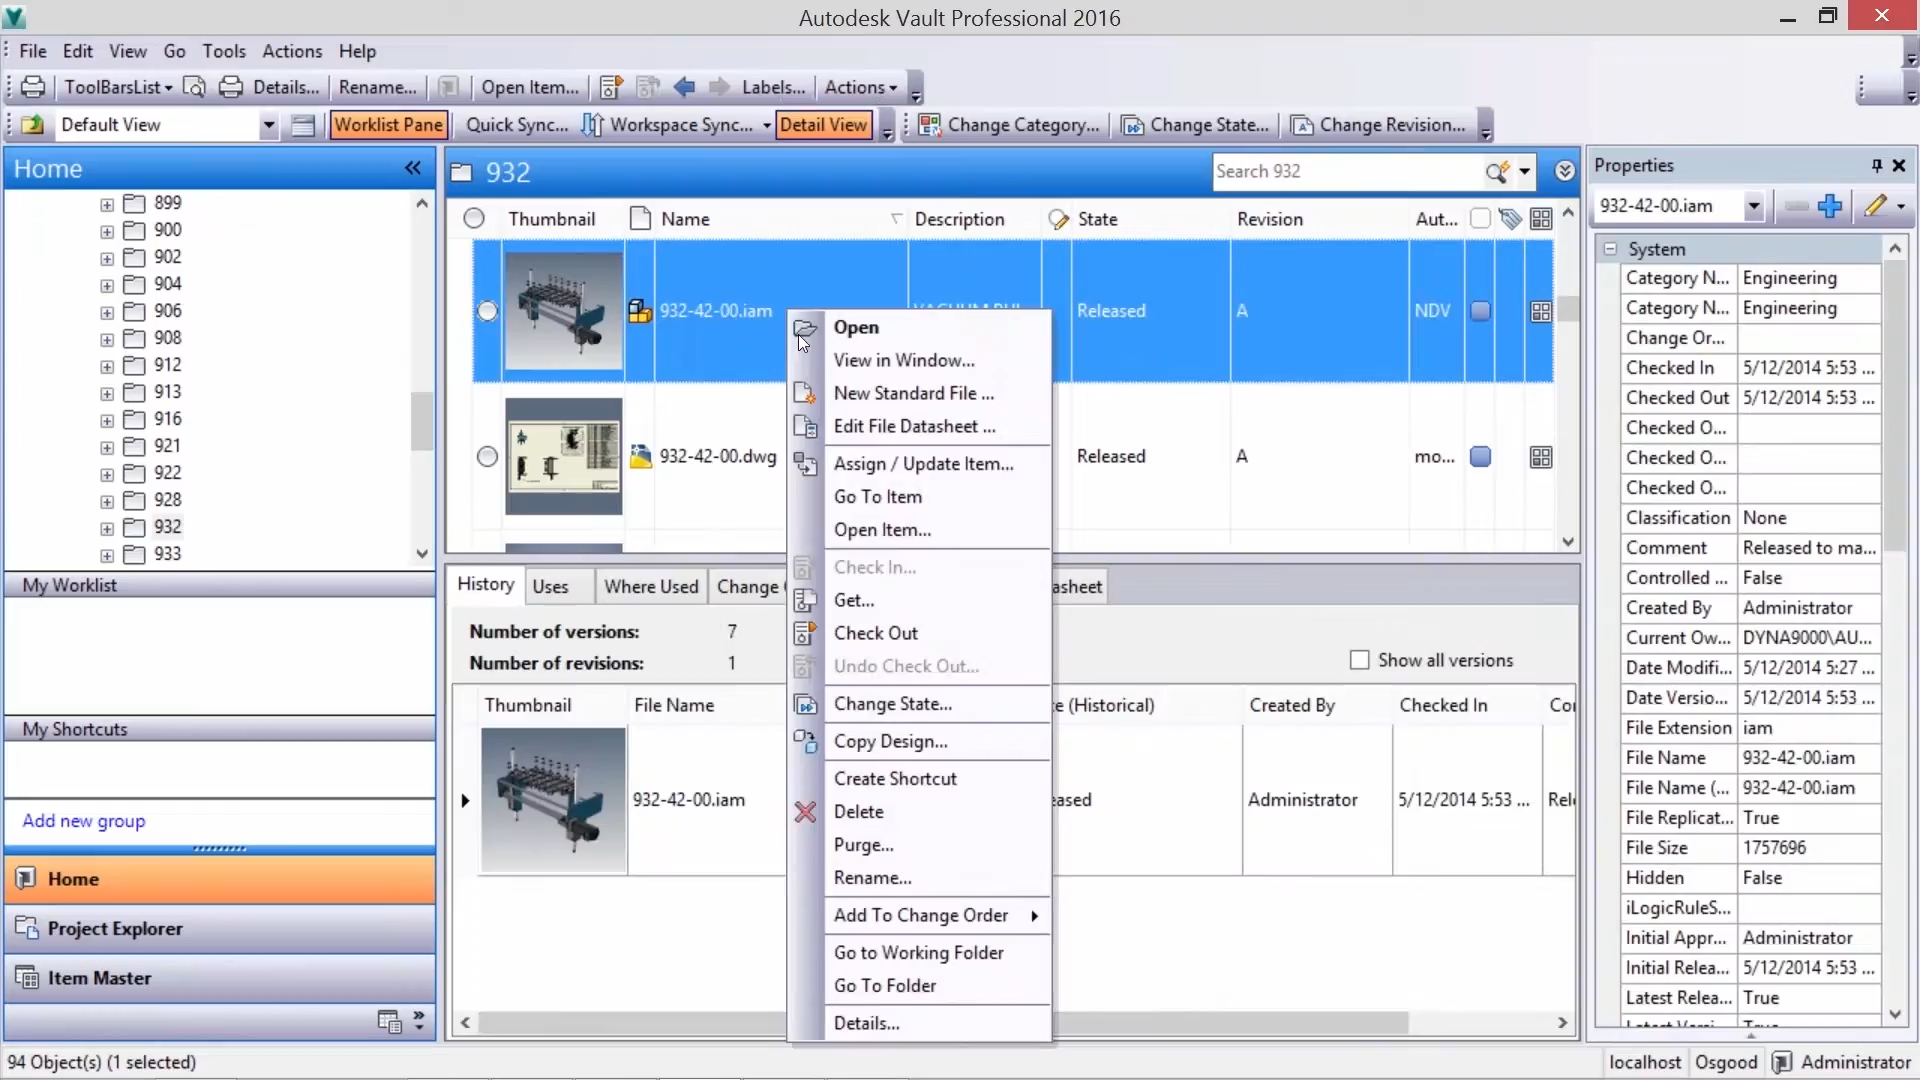 Autodesk Vault Professional 2016
File Edit View Go Tools Actions Help
ToolBarsList Details... Rename... Open Item... Labels... Actions
Default View Worklist Pane Quick Sync... Workspace Sync... Detail View Change Category... Change State... Change Revision...
Home
899
900
902
904
906
908
912
913
916
921
922
928
932
933
My Worklist
My Shortcuts
Add new group
Home
Project Explorer
Item Master
932 Search 932
Thumbnail Name Description State Revision Aut...
932-42-00.iam Released A NDV
932-42-00.dwg Released A mo...
Open
View in Window...
New Standard File ...
Edit File Datasheet ...
Assign / Update Item...
Go To Item
Open Item...
Check In...
Get...
Check Out
Undo Check Out...
Change State...
Copy Design...
Create Shortcut
Delete
Purge...
Rename...
Add To Change Order
Go to Working Folder
Go To Folder
Details...
History Uses Where Used Change asheet
Number of versions: 7
Number of revisions: 1
Show all versions
Thumbnail File Name (Historical) Created By Checked In
932-42-00.iam eased Administrator 5/12/2014 5:53 ...
Properties
932-42-00.iam
System
Category N... Engineering
Category N... Engineering
Change Or...
Checked In 5/12/2014 5:53 ...
Checked Out 5/12/2014 5:53 ...
Checked O...
Checked O...
Checked O...
Classification None
Comment Released to ma...
Controlled ... False
Created By Administrator
Current Ow... DYNA9000\AU...
Date Modifi... 5/12/2014 5:27 ...
Date Versio... 5/12/2014 5:53 ...
File Extension iam
File Name 932-42-00.iam
File Name (... 932-42-00.iam
File Replicat... True
File Size 1757696
Hidden False
iLogicRuleS...
Initial Appr... Administrator
Initial Relea... 5/12/2014 5:53 ...
Latest Relea... True
94 Object(s) (1 selected) localhost Osgood Administrator